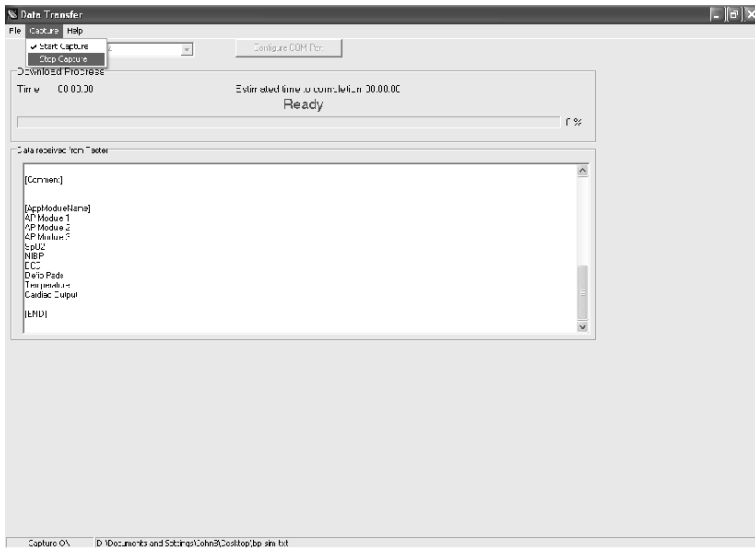 Data Transfer
File Capture Help
Start Capture
Stop Capture
Configure COM Port
Download Progress
Time 00:00:00
Estimated time to completion 00:00:00
Ready
0 %
Data received from Tester
[Comment]
[AppModuleName]
AP Module 1
AP Module 2
AP Module 3
SpO2
NIBP
ECG
Defib Pads
Temperature
Cardiac Output
[END]
Capture ON
D:\Documents and Settings\JohnB\Desktop\bp-sim.txt